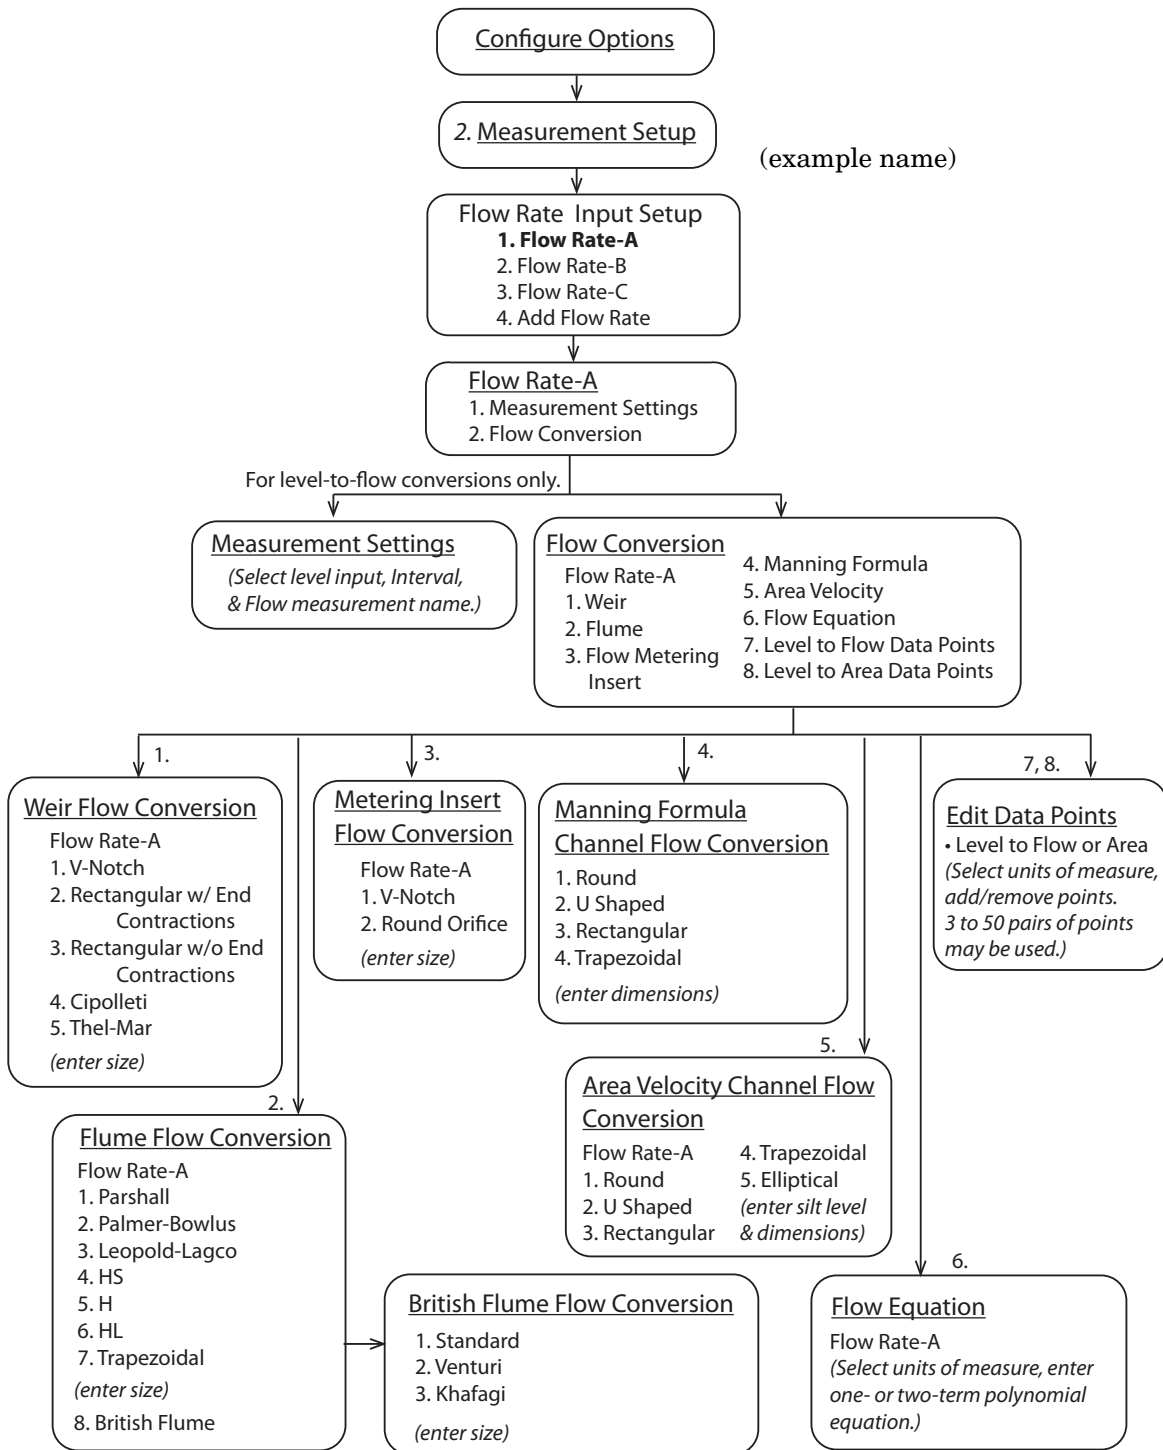 Configure Options
2. Measurement Setup
(example name)
Flow Rate Input Setup
1. Flow Rate-A
2. Flow Rate-B
3. Flow Rate-C
4. Add Flow Rate
Flow Rate-A
1. Measurement Settings
2. Flow Conversion
For level-to-flow conversions only.
Measurement Settings
(Select level input, Interval,
& Flow measurement name.)
Flow Conversion
Flow Rate-A
1. Weir
2. Flume
3. Flow Metering
Insert
4. Manning Formula
5. Area Velocity
6. Flow Equation
7. Level to Flow Data Points
8. Level to Area Data Points
1.
Weir Flow Conversion
Flow Rate-A
1. V-Notch
2. Rectangular w/ End
Contractions
3. Rectangular w/o End
Contractions
4. Cipolleti
5. Thel-Mar
(enter size)
3.
Metering Insert
Flow Conversion
Flow Rate-A
1. V-Notch
2. Round Orifice
(enter size)
4.
Manning Formula
Channel Flow Conversion
1. Round
2. U Shaped
3. Rectangular
4. Trapezoidal
(enter dimensions)
7, 8.
Edit Data Points
• Level to Flow or Area
(Select units of measure,
add/remove points.
3 to 50 pairs of points
may be used.)
5.
Area Velocity Channel Flow
Conversion
Flow Rate-A
1. Round
2. U Shaped
3. Rectangular
4. Trapezoidal
5. Elliptical
(enter silt level
& dimensions)
2.
Flume Flow Conversion
Flow Rate-A
1. Parshall
2. Palmer-Bowlus
3. Leopold-Lagco
4. HS
5. H
6. HL
7. Trapezoidal
(enter size)
8. British Flume
British Flume Flow Conversion
1. Standard
2. Venturi
3. Khafagi
(enter size)
6.
Flow Equation
Flow Rate-A
(Select units of measure, enter
one- or two-term polynomial
equation.)